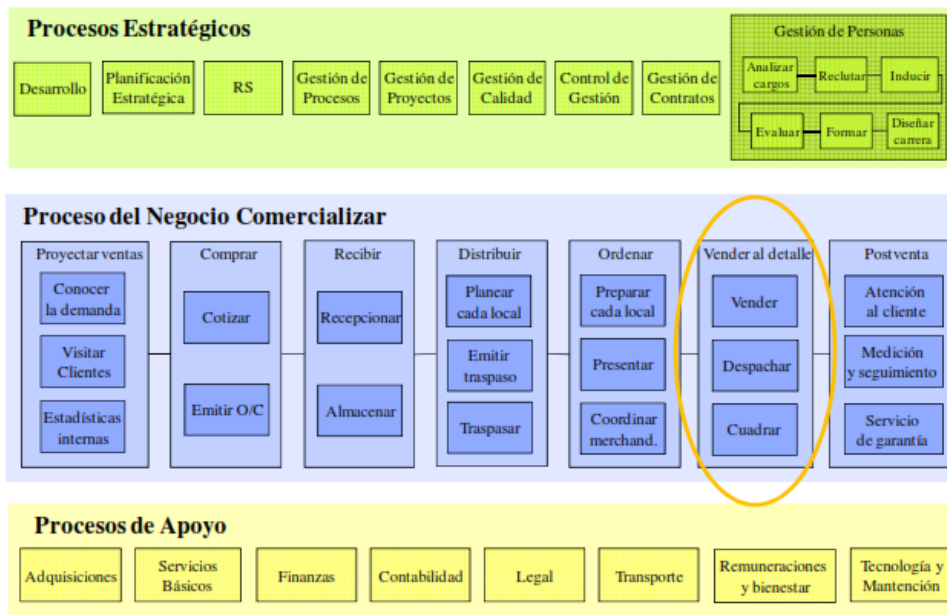 Procesos Estratégicos
Desarrollo
Planificación
Estratégica
RS
Gestión de
Procesos
Gestión de
Proyectos
Gestión de
Calidad
Control de
Gestión
Gestión de
Contratos
Gestión de Personas
Analizar
cargos
Reclutar
Inducir
Evaluar
Formar
Diseñar
carrera
Proceso del Negocio Comercializar
Proyectar ventas
Conocer
la demanda
Visitar
Clientes
Estadísticas
internas
Comprar
Cotizar
Emitir O/C
Recibir
Recepcionar
Almacenar
Distribuir
Planear
cada local
Emitir
traspaso
Traspasar
Ordenar
Preparar
cada local
Presentar
Coordinar
merchand.
Vender al detalle
Vender
Despachar
Cuadrar
Postventa
Atención
al cliente
Medición
y seguimiento
Servicio
de garantía
Procesos de Apoyo
Adquisiciones
Servicios
Básicos
Finanzas
Contabilidad
Legal
Transporte
Remuneraciones
y bienestar
Tecnología y
Mantención